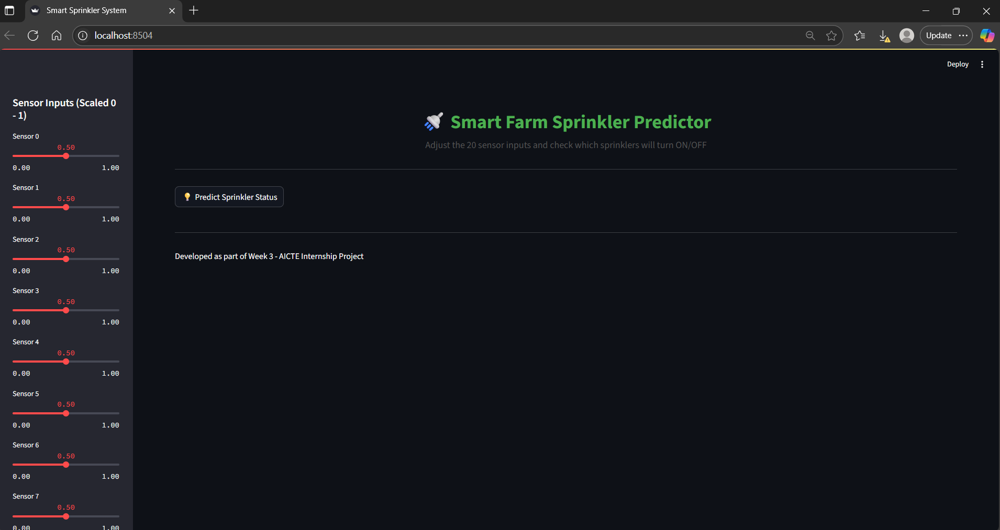 Smart Sprinkler System
localhost:8504
Update
Deploy
Sensor Inputs (Scaled 0
- 1)
Sensor 0
0.50
0.00 1.00
Sensor 1
0.50
0.00 1.00
Sensor 2
0.50
0.00 1.00
Sensor 3
0.50
0.00 1.00
Sensor 4
0.50
0.00 1.00
Sensor 5
0.50
0.00 1.00
Sensor 6
0.50
0.00 1.00
Sensor 7
0.50
0.00 1.00
Smart Farm Sprinkler Predictor
Adjust the 20 sensor inputs and check which sprinklers will turn ON/OFF
Predict Sprinkler Status
Developed as part of Week 3 - AICTE Internship Project